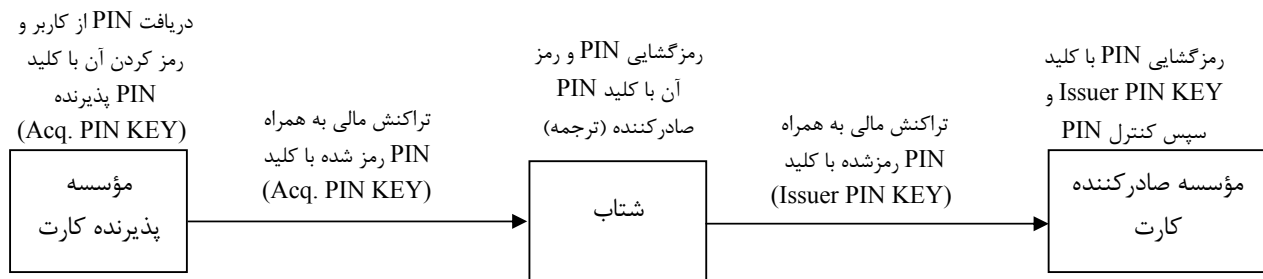 دریافت PIN از کاربر و
رمز کردن آن با کلید
PIN پذیرنده
(Acq. PIN KEY)
مؤسسه
پذیرنده کارت
تراکنش مالی به همراه
PIN رمز شده با کلید
(Acq. PIN KEY)
رمزگشایی PIN و رمز
آن با کلید PIN
صادرکننده (ترجمه)
شتاب
تراکنش مالی به همراه
PIN رمزشده با کلید
(Issuer PIN KEY)
رمزگشایی PIN با کلید
Issuer PIN KEY و
سپس کنترل PIN
مؤسسه صادرکننده
کارت